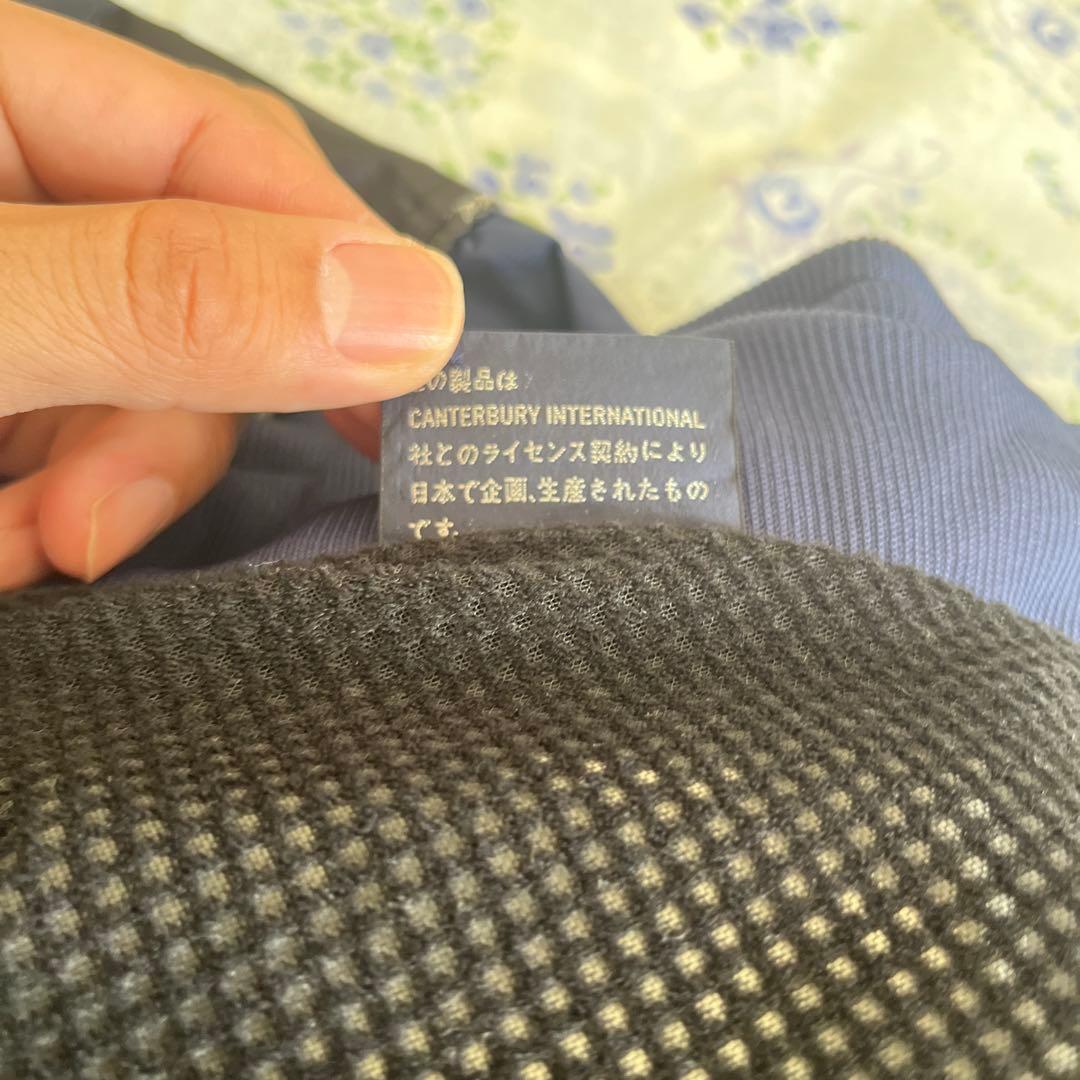 この製品は
CANTERBURY INTERNATIONAL
社とのライセンス契約により
日本で企画、生産されたもの
です。